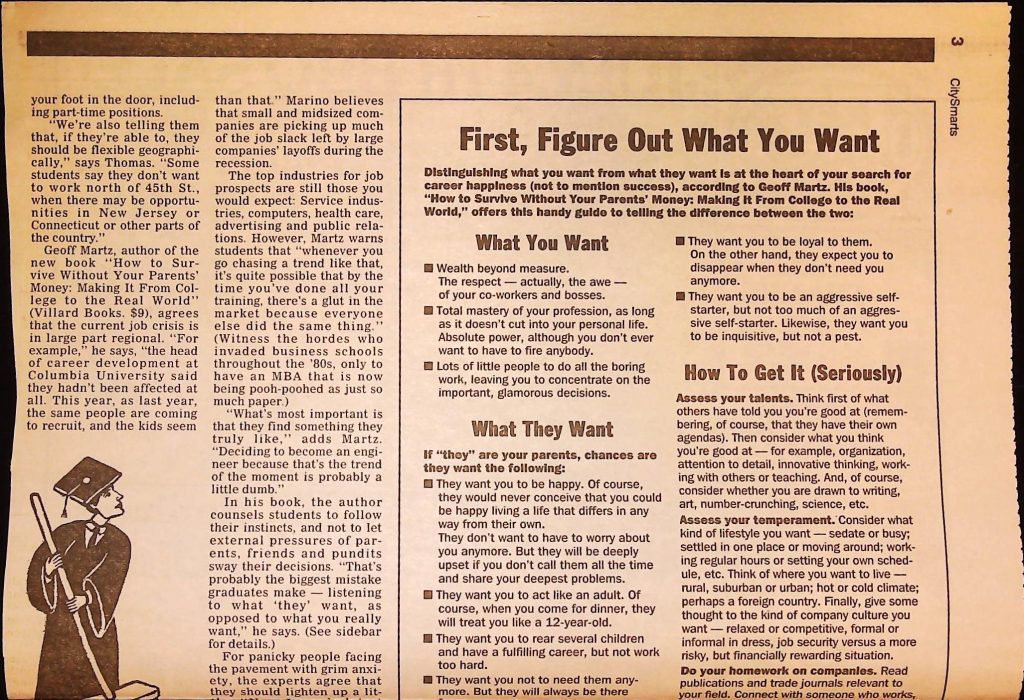 3
CitySmarts
your foot in the door, includ-
ing part-time positions.
"We're also telling them
that, if they're able to, they
should be flexible geographi-
cally," says Thomas. "Some
students say they don't want
to work north of 45th St.,
when there may be opportu-
nities in New Jersey or
Connecticut or other parts of
the country."
Geoff Martz, author of the
new book "How to Sur-
vive Without Your Parents'
Money: Making It From Col-
lege to the Real World"
(Villard Books. $9), agrees
that the current job crisis is
in large part regional. "For
example," he says, "the head
of career development at
Columbia University said
they hadn't been affected at
all. This year, as last year,
the same people are coming
to recruit, and the kids seem
than that." Marino believes
that small and midsized com-
panies are picking up much
of the job slack left by large
companies' layoffs during the
recession.
The top industries for job
prospects are still those you
would expect: Service indus-
tries, computers, health care,
advertising and public rela-
tions. However, Martz warns
students that "whenever you
go chasing a trend like that,
it's quite possible that by the
time you've done all your
training, there's a glut in the
market because everyone
else did the same thing."
(Witness the hordes who
invaded business schools
throughout the '80s, only to
have an MBA that is now
being pooh-poohed as just so
much paper.)
"What's most important is
that they find something they
truly like," adds Martz.
"Deciding to become an engi-
neer because that's the trend
of the moment is probably a
little dumb."
In his book, the author
counsels students to follow
their instincts, and not to let
external pressures of par-
ents, friends and pundits
sway their decisions. "That's
probably the biggest mistake
graduates make — listening
to what 'they' want, as
opposed to what you really
want," he says. (See sidebar
for details.)
For panicky people facing
the pavement with grim anxi-
ety, the experts agree that
they should lighten up a lit-
First, Figure Out What You Want
Distinguishing what you want from what they want is at the heart of your search for
career happiness (not to mention success), according to Geoff Martz. His book,
"How to Survive Without Your Parents' Money: Making It From College to the Real
World," offers this handy guide to telling the difference between the two:
What You Want
■ Wealth beyond measure.
The respect — actually, the awe —
of your co-workers and bosses.
■ Total mastery of your profession, as long
as it doesn't cut into your personal life.
Absolute power, although you don't ever
want to have to fire anybody.
■ Lots of little people to do all the boring
work, leaving you to concentrate on the
important, glamorous decisions.
What They Want
If "they" are your parents, chances are
they want the following:
■ They want you to be happy. Of course,
they would never conceive that you could
be happy living a life that differs in any
way from their own.
They don't want to have to worry about
you anymore. But they will be deeply
upset if you don't call them all the time
and share your deepest problems.
■ They want you to act like an adult. Of
course, when you come for dinner, they
will treat you like a 12-year-old.
■ They want you to rear several children
and have a fulfilling career, but not work
too hard.
■ They want you not to need them any-
more. But they will always be there
■ They want you to be loyal to them.
On the other hand, they expect you to
disappear when they don't need you
anymore.
■ They want you to be an aggressive self-
starter, but not too much of an aggres-
sive self-starter. Likewise, they want you
to be inquisitive, but not a pest.
How To Get It (Seriously)
Assess your talents. Think first of what
others have told you you're good at (remem-
bering, of course, that they have their own
agendas). Then consider what you think
you're good at — for example, organization,
attention to detail, innovative thinking, work-
ing with others or teaching. And, of course,
consider whether you are drawn to writing,
art, number-crunching, science, etc.
Assess your temperament. Consider what
kind of lifestyle you want — sedate or busy;
settled in one place or moving around; work-
ing regular hours or setting your own sched-
ule, etc. Think of where you want to live —
rural, suburban or urban; hot or cold climate;
perhaps a foreign country. Finally, give some
thought to the kind of company culture you
want — relaxed or competitive, formal or
informal in dress, job security versus a more
risky, but financially rewarding situation.
Do your homework on companies. Read
publications and trade journals relevant to
your field. Connect with someone who works,